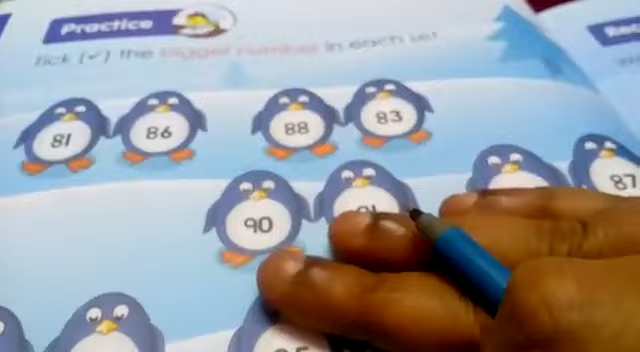 Practice
Tick (✓) the bigger number in each set
81 86 88 83
90 87